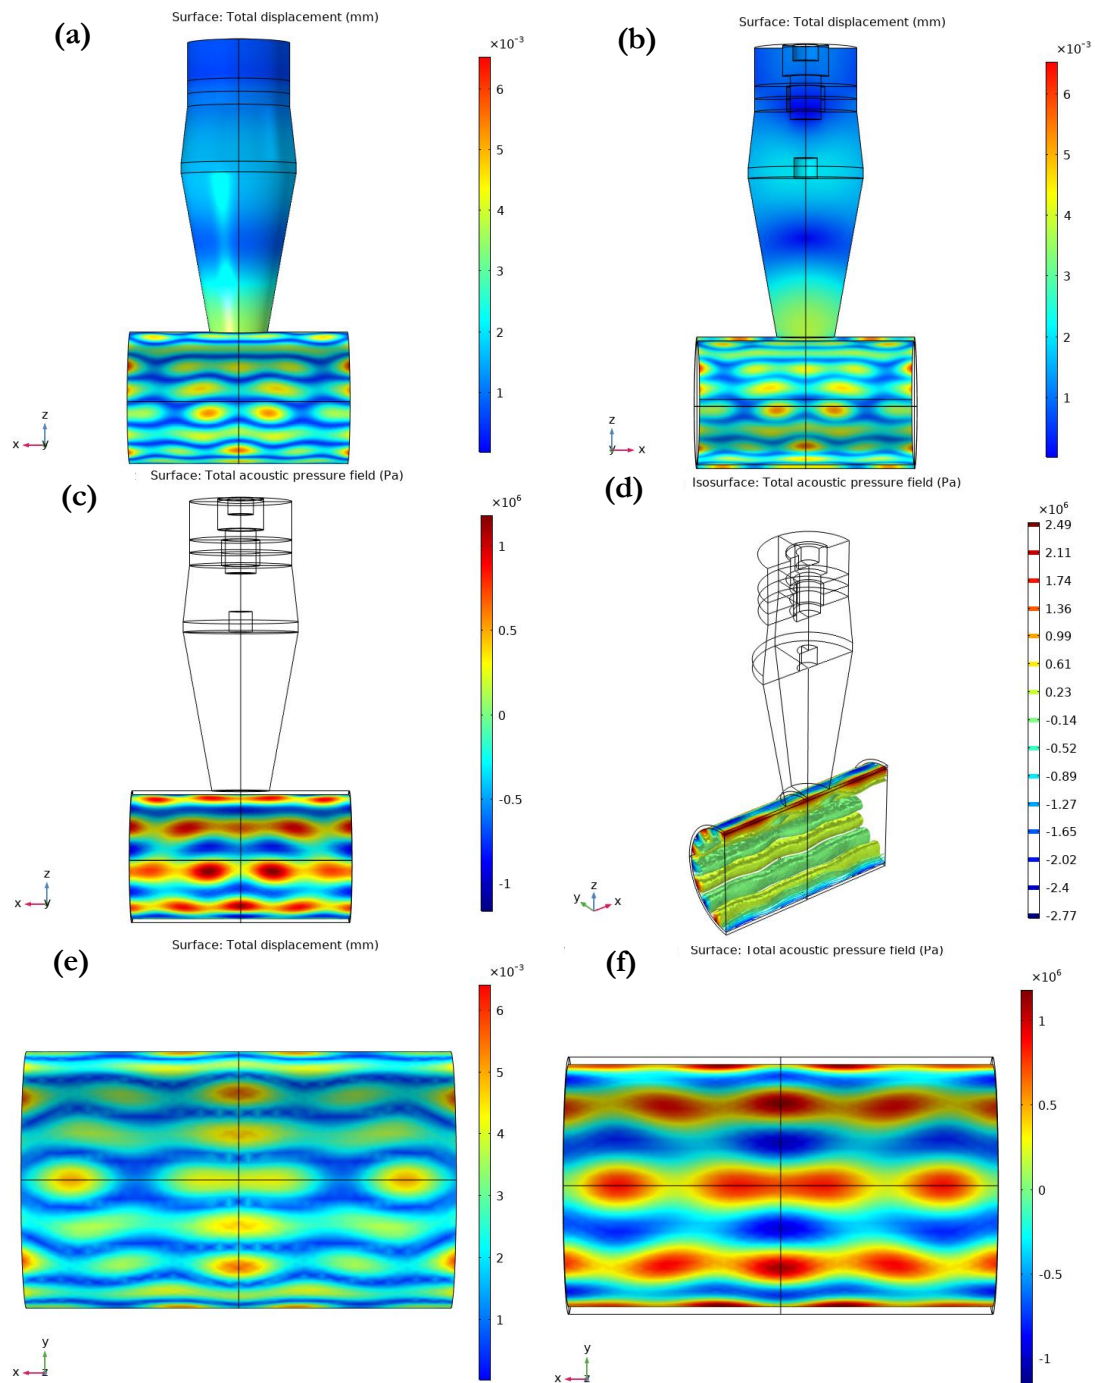 (a)
Surface: Total displacement (mm)
×10⁻³
6
5
4
3
2
1
z
x
y
(b)
Surface: Total displacement (mm)
×10⁻³
6
5
4
3
2
1
z
y
x
(c)
Surface: Total acoustic pressure field (Pa)
×10⁶
1
0.5
0
-0.5
-1
z
x
y
(d)
Isosurface: Total acoustic pressure field (Pa)
×10⁶
2.49
2.11
1.74
1.36
0.99
0.61
0.23
-0.14
-0.52
-0.89
-1.27
-1.65
-2.02
-2.4
-2.77
z
y
x
(e)
Surface: Total displacement (mm)
×10⁻³
6
5
4
3
2
1
y
x
z
(f)
Surface: Total acoustic pressure field (Pa)
×10⁶
1
0.5
0
-0.5
-1
y
x
z